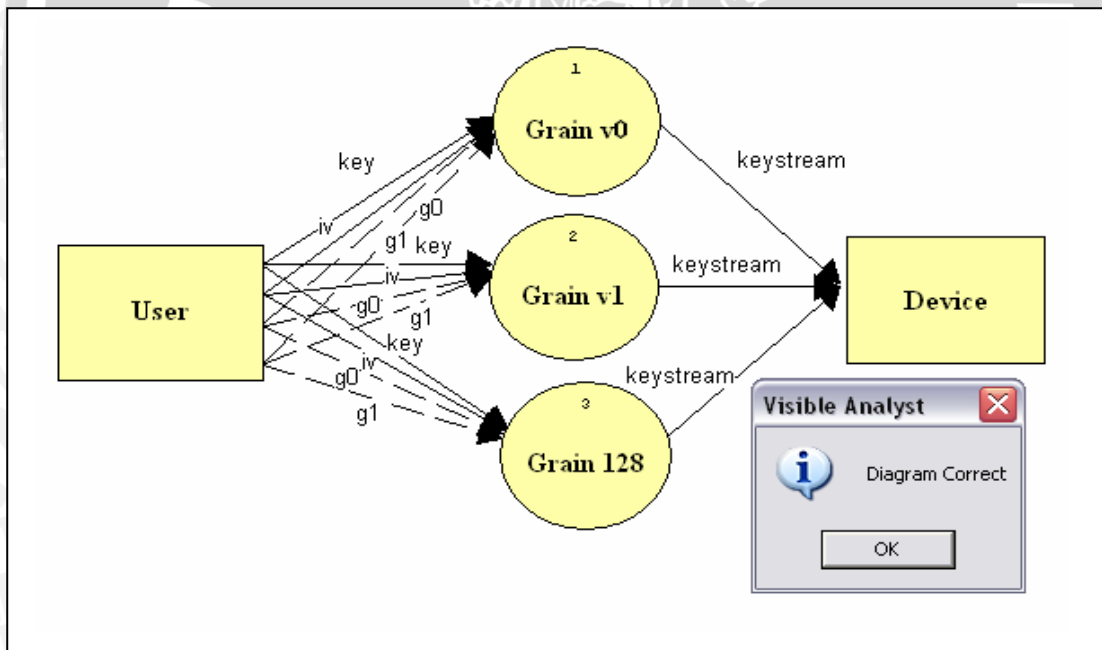 1
Grain v0
key
keystream
iv
g0
g1
key
2
keystream
iv
Grain v1
User
g0
g1
Device
key
iv
g0
g1
keystream
3
Grain 128
Visible Analyst
Diagram Correct
OK